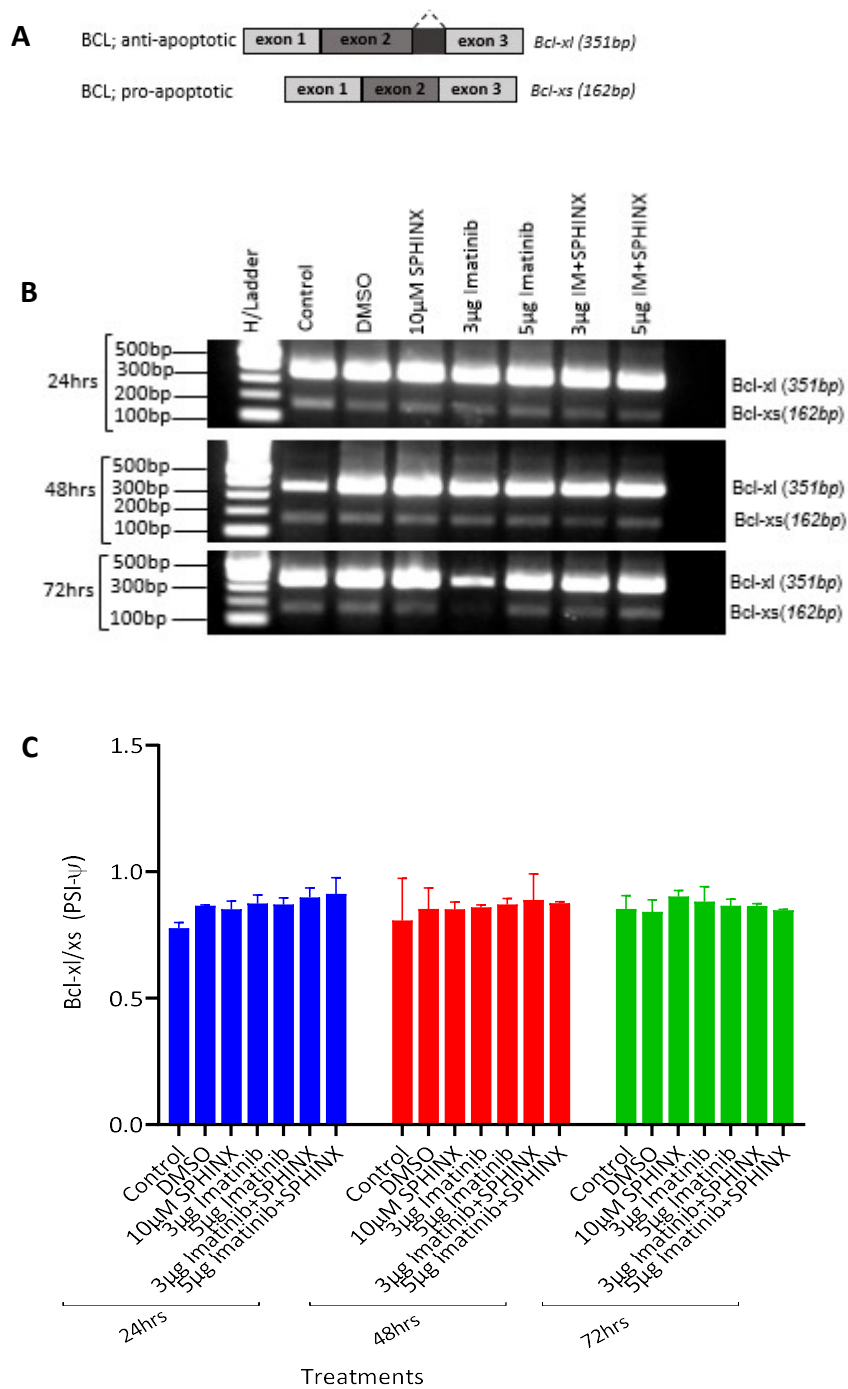 A
BCL; anti-apoptotic exon 1 exon 2 exon 3 Bcl-xl (351bp)
BCL; pro-apoptotic exon 1 exon 2 exon 3 Bcl-xs (162bp)
B
H/Ladder
Control
DMSO
10µM SPHINX
3µg Imatinib
5µg Imatinib
3µg IM+SPHINX
5µg IM+SPHINX
24hrs
500bp
300bp
200bp
100bp
Bcl-xl (351bp)
Bcl-xs(162bp)
48hrs
500bp
300bp
200bp
100bp
Bcl-xl (351bp)
Bcl-xs(162bp)
72hrs
500bp
300bp
100bp
Bcl-xl (351bp)
Bcl-xs(162bp)
C
Bcl-xl/xs (PSI-ψ)
1.5
1.0
0.5
0.0
Control
DMSO
10µM SPHINX
3µg Imatinib
5µg Imatinib
3µg Imatinib+SPHINX
5µg Imatinib+SPHINX
Control
DMSO
10µM SPHINX
3µg Imatinib
5µg Imatinib
3µg Imatinib+SPHINX
5µg Imatinib+SPHINX
Control
DMSO
10µM SPHINX
3µg Imatinib
5µg Imatinib
3µg Imatinib+SPHINX
5µg Imatinib+SPHINX
24hrs
48hrs
72hrs
Treatments